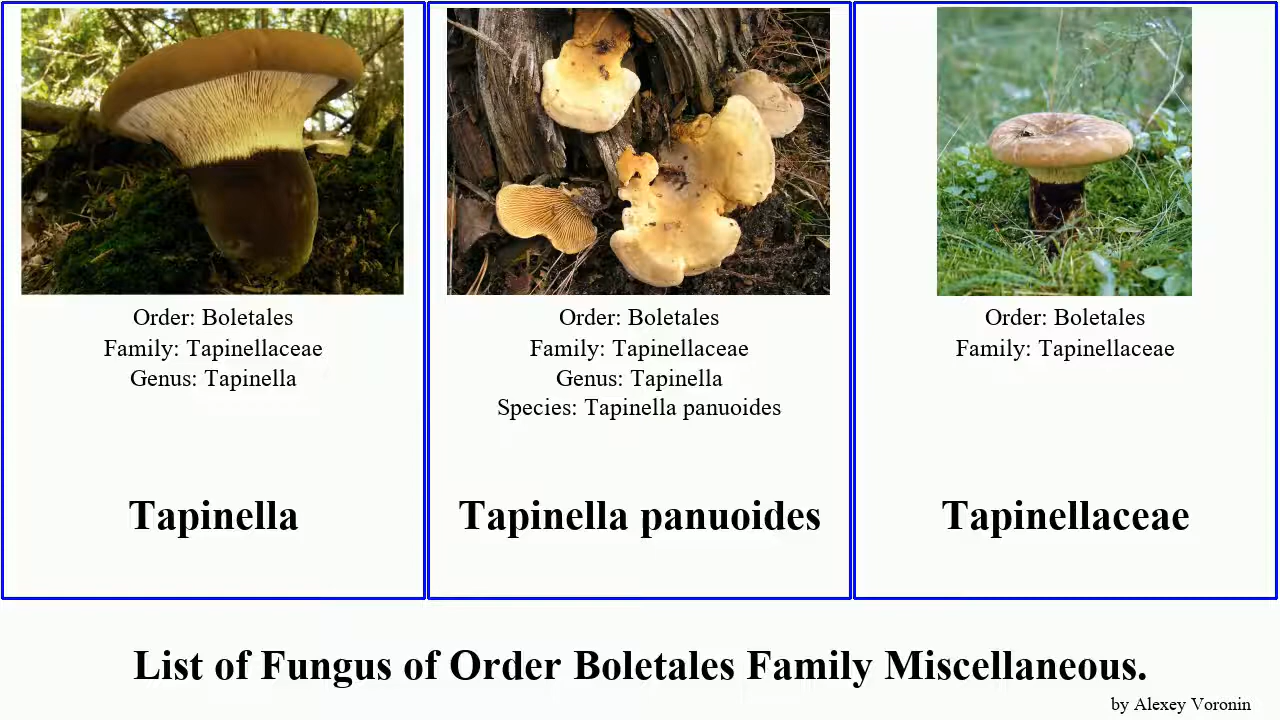 Order: Boletales
Family: Tapinellaceae
Genus: Tapinella
Tapinella
Order: Boletales
Family: Tapinellaceae
Genus: Tapinella
Species: Tapinella panuoides
Tapinella panuoides
Order: Boletales
Family: Tapinellaceae
Tapinellaceae
List of Fungus of Order Boletales Family Miscellaneous.
by Alexey Voronin